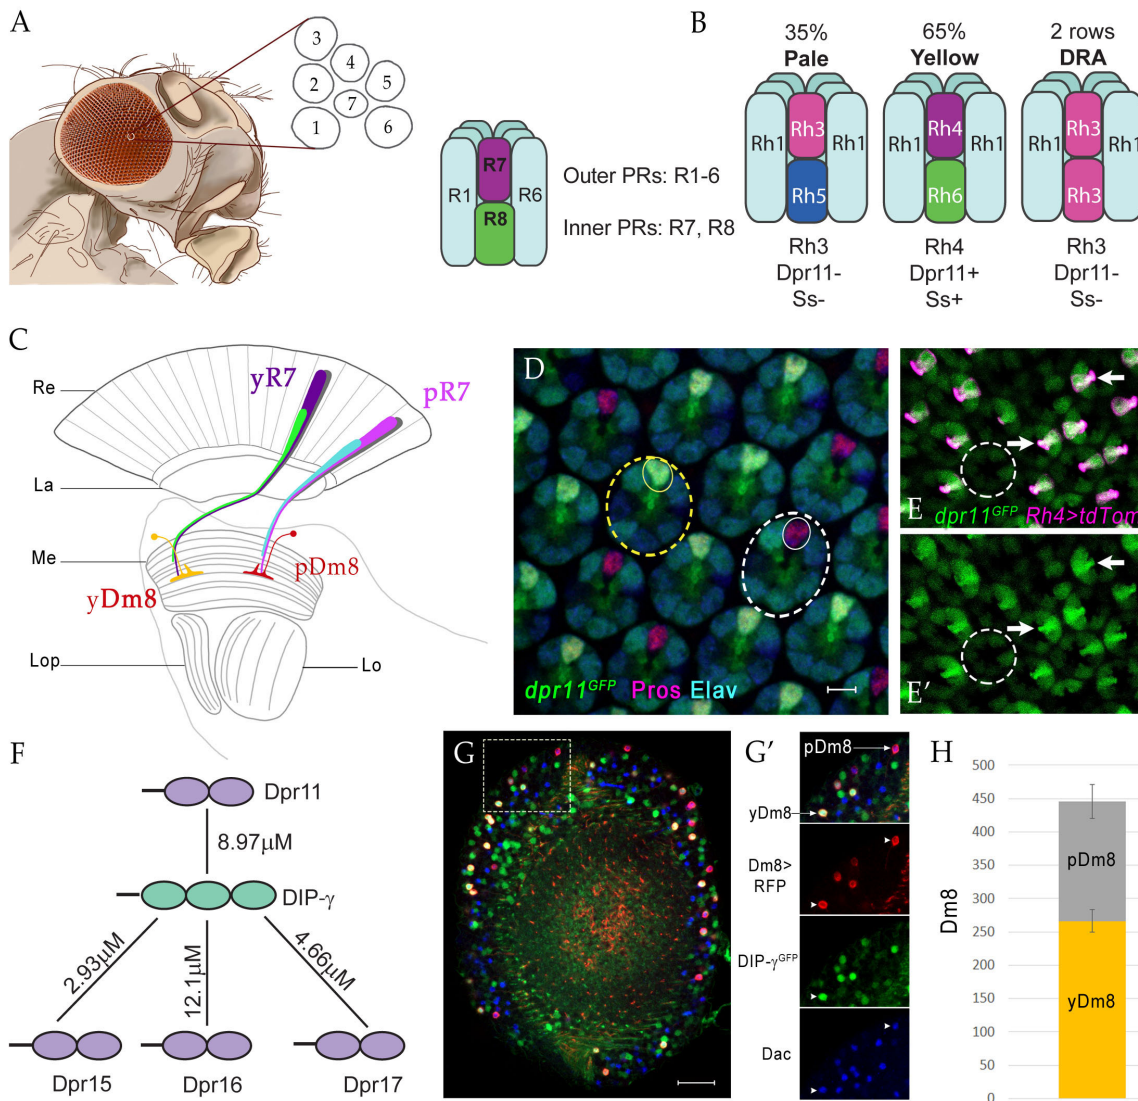 A
3
4
2
5
7
1
6
R7
R1
R6
R8
Outer PRs: R1-6
Inner PRs: R7, R8
B
35%
Pale
65%
Yellow
2 rows
DRA
Rh1
Rh3
Rh5
Rh1
Rh4
Rh6
Rh1
Rh3
Rh3
Rh1
Rh3
Dpr11-
Ss-
Rh4
Dpr11+
Ss+
Rh3
Dpr11-
Ss-
C
Re
La
Me
Lop
Lo
yR7
pR7
yDm8
pDm8
D
dpr11GFP Pros Elav
E
dpr11GFP Rh4>tdTom
E'
F
Dpr11
8.97μM
DIP-γ
2.93μM
12.1μM
4.66μM
Dpr15
Dpr16
Dpr17
G
G'
pDm8
yDm8
Dm8>
RFP
DIP-γGFP
Dac
H
Dm8
500
450
400
350
300
250
200
150
100
50
0
pDm8
yDm8